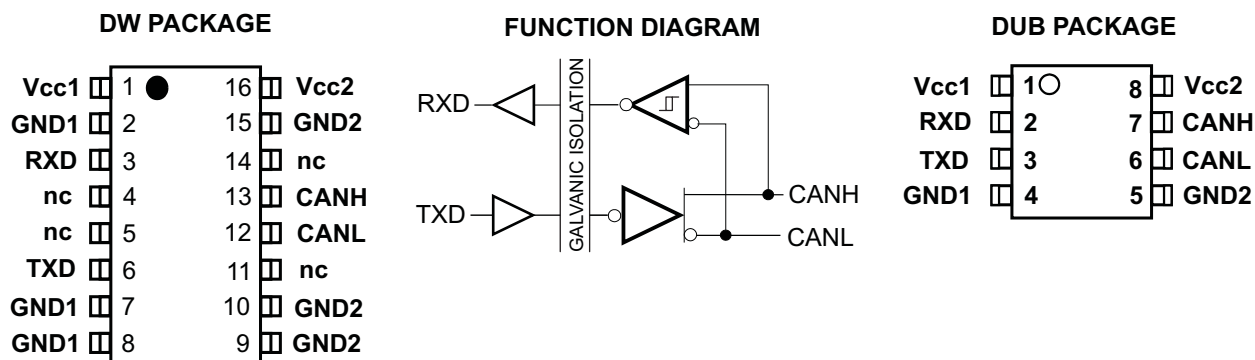 DW PACKAGE
Vcc1 1 16 Vcc2
GND1 2 15 GND2
RXD 3 14 nc
nc 4 13 CANH
nc 5 12 CANL
TXD 6 11 nc
GND1 7 10 GND2
GND1 8 9 GND2
FUNCTION DIAGRAM
RXD
GALVANIC ISOLATION
TXD
CANH
CANL
DUB PACKAGE
Vcc1 1 8 Vcc2
RXD 2 7 CANH
TXD 3 6 CANL
GND1 4 5 GND2